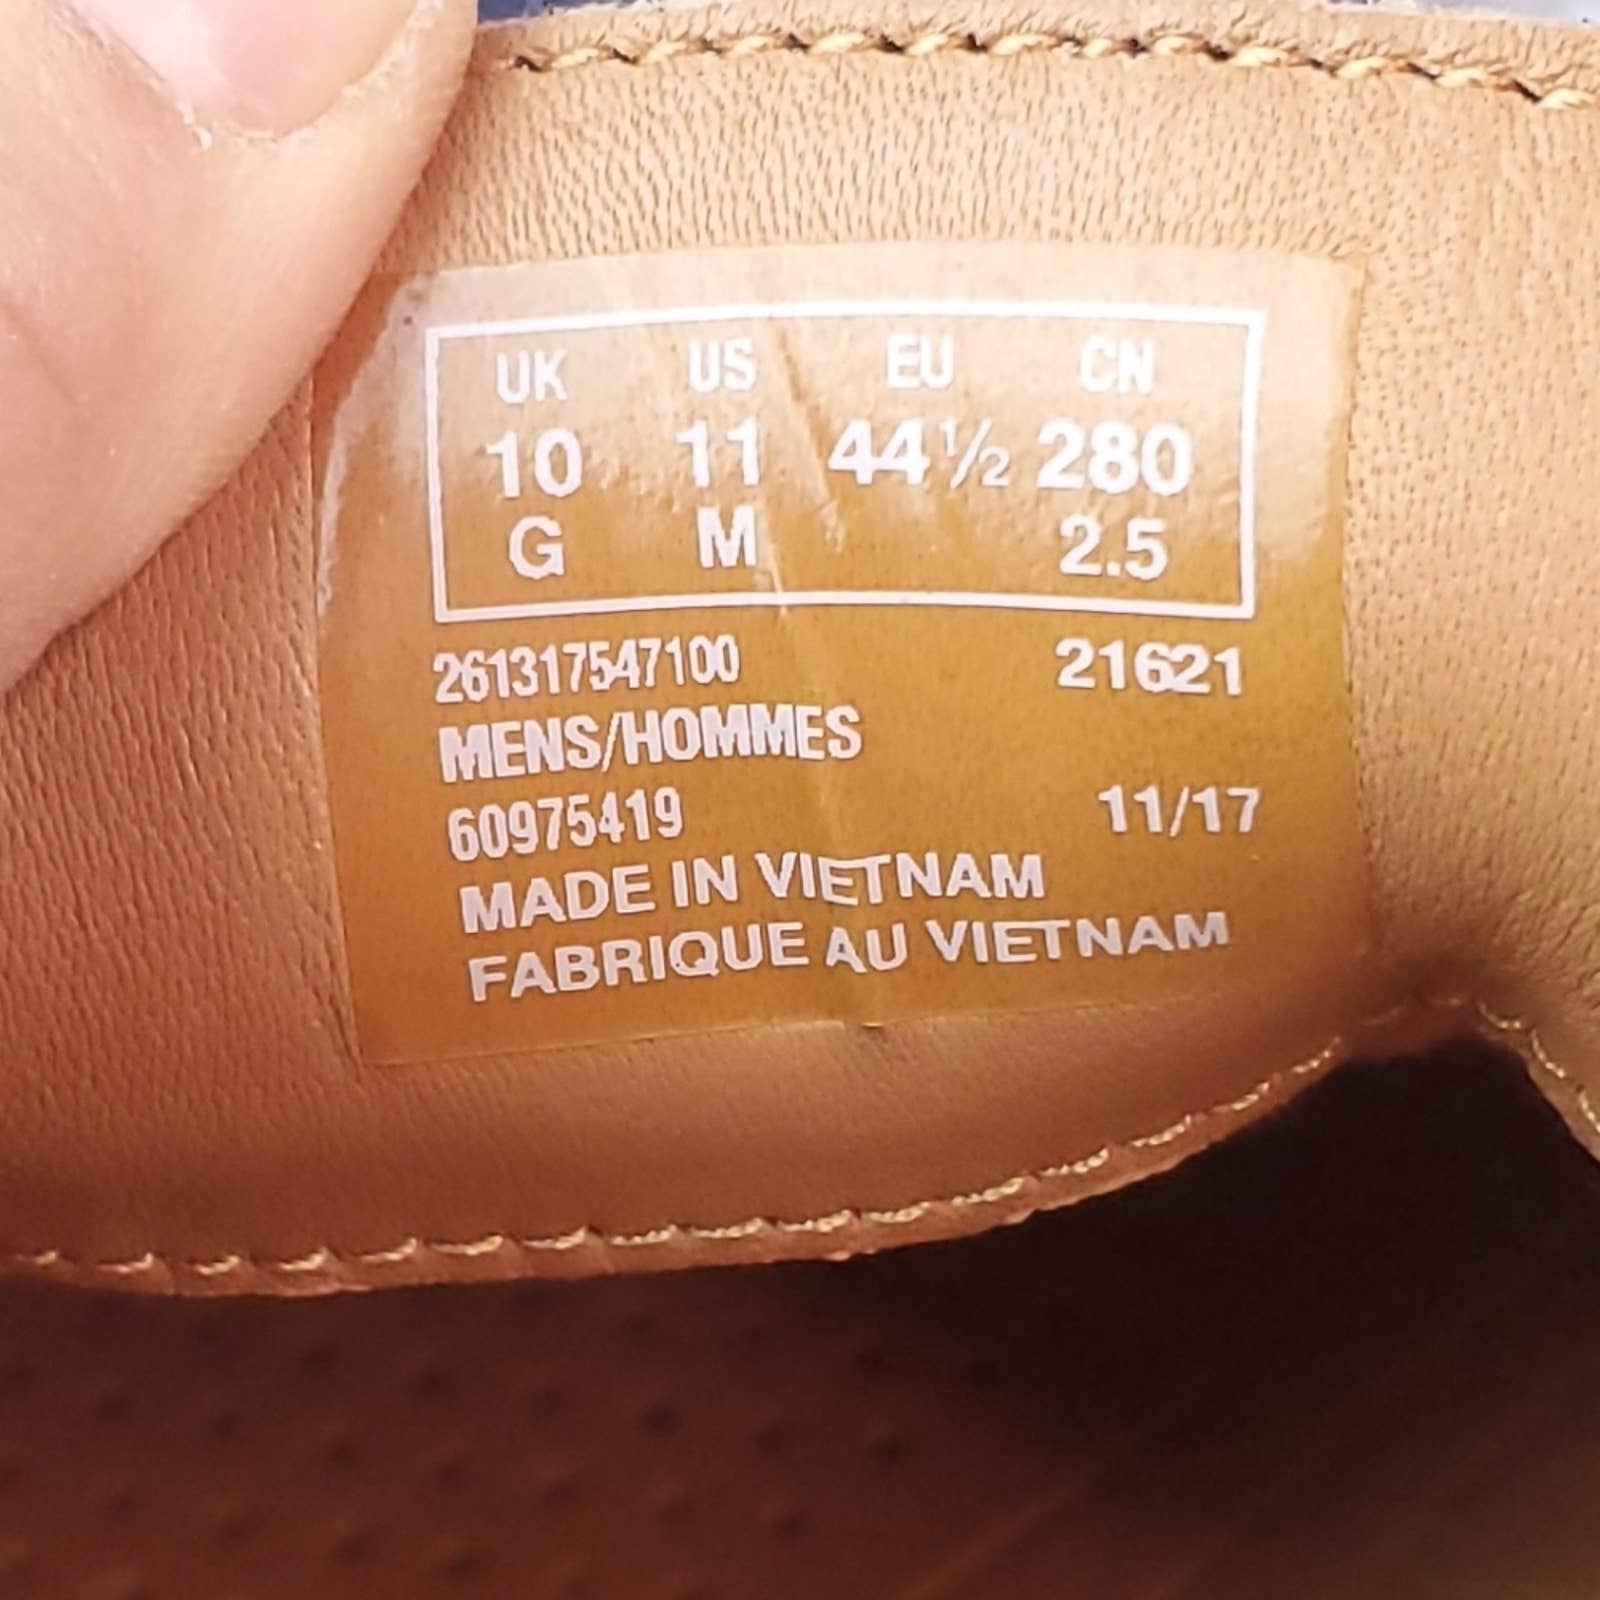 UK US EU CN
10 11 44½ 280
G M 2.5
261317547100 21621
MENS/HOMMES
60975419 11/17
MADE IN VIETNAM
FABRIQUE AU VIETNAM